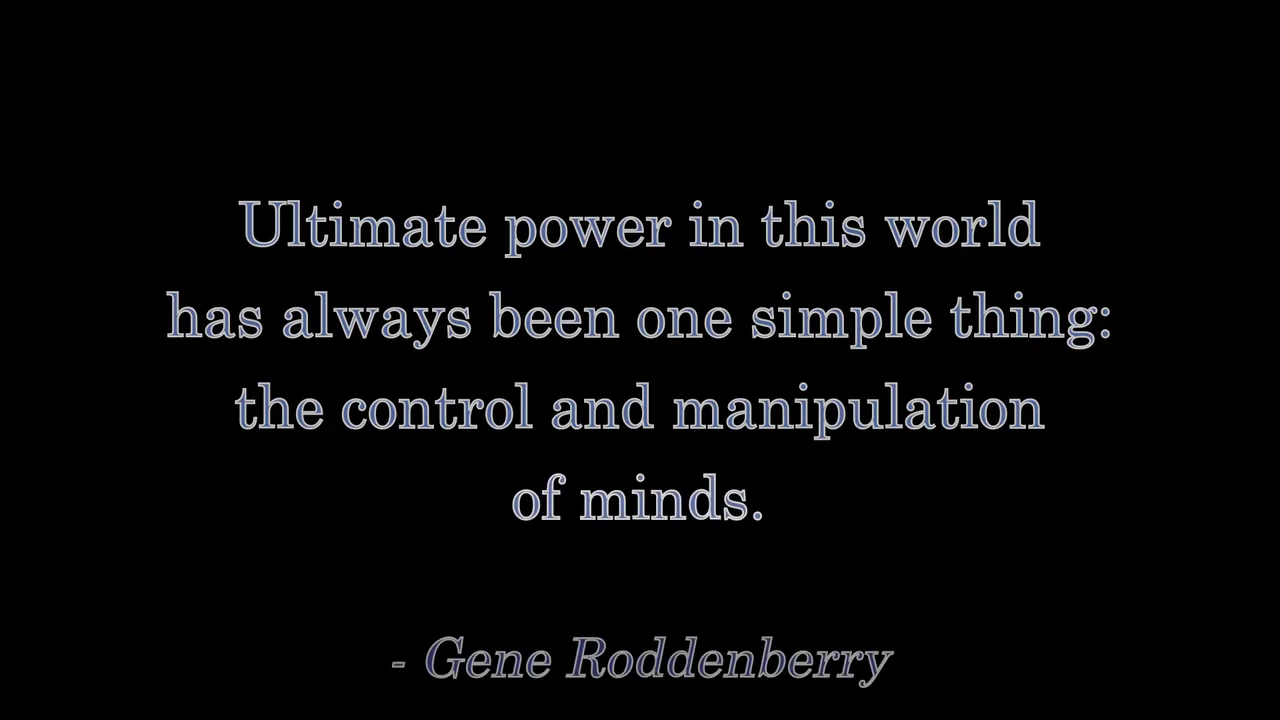 Ultimate power in this world
has always been one simple thing:
the control and manipulation
of minds.
- Gene Roddenberry